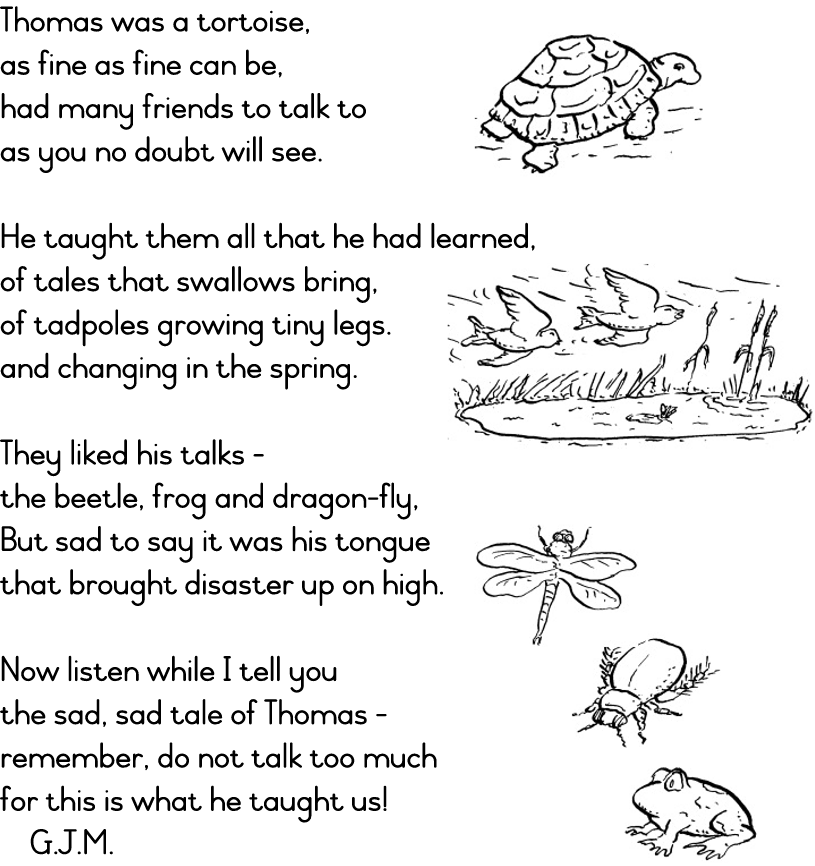 Thomas was a tortoise,
as fine as fine can be,
had many friends to talk to
as you no doubt will see.

He taught them all that he had learned,
of tales that swallows bring,
of tadpoles growing tiny legs.
and changing in the spring.

They liked his talks -
the beetle, frog and dragon-fly,
But sad to say it was his tongue
that brought disaster up on high.

Now listen while I tell you
the sad, sad tale of Thomas -
remember, do not talk too much
for this is what he taught us!
G.J.M.